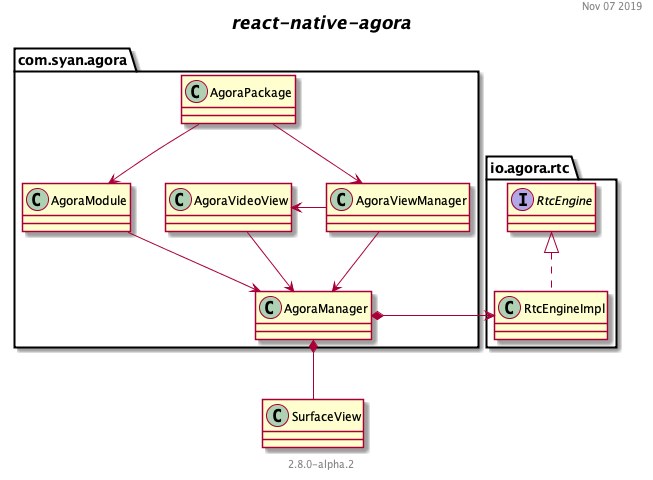 Nov 07 2019
react-native-agora
com.syan.agora
C AgoraPackage
io.agora.rtc
C AgoraModule
C AgoraVideoView
C AgoraViewManager
I RtcEngine
C AgoraManager
C RtcEngineImpl
C SurfaceView
2.8.0-alpha.2